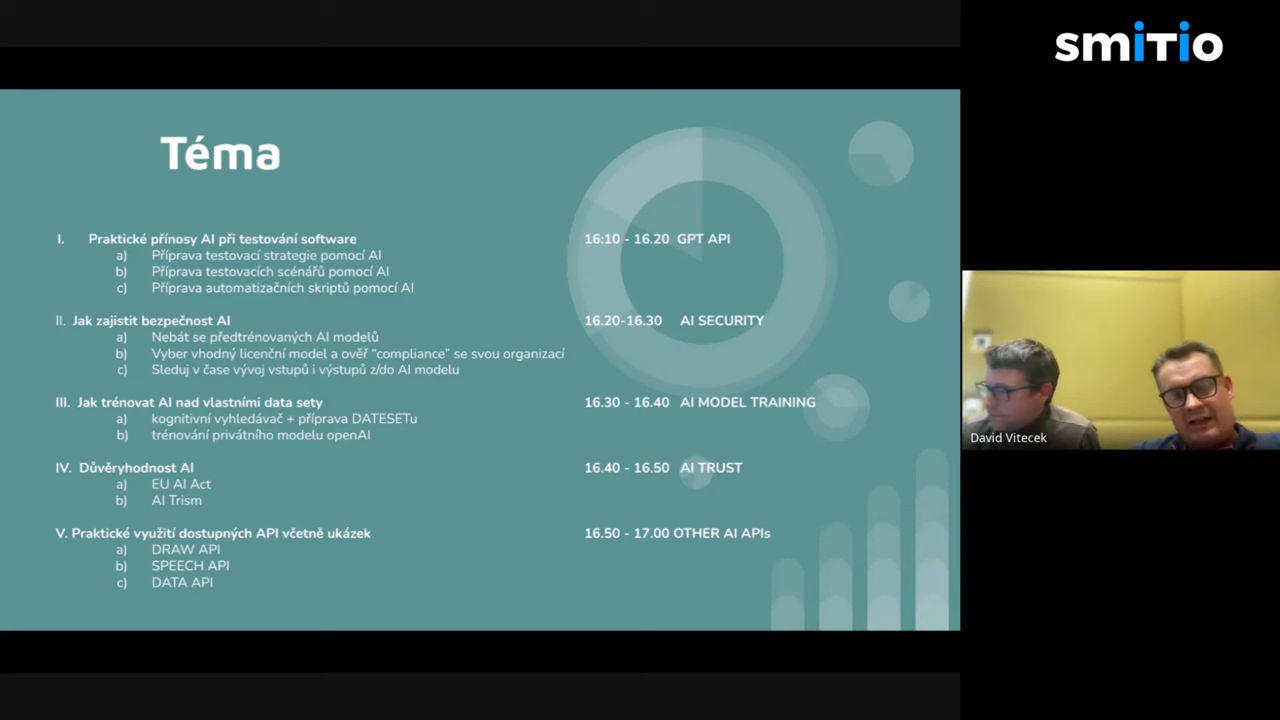 smiTio
Téma
I. Praktické přínosy AI při testování software 16:10 - 16.20 GPT API
a) Příprava testovací strategie pomocí AI
b) Příprava testovacích scénářů pomocí AI
c) Příprava automatizačních skriptů pomocí AI
II. Jak zajistit bezpečnost AI 16.20-16.30 AI SECURITY
a) Nebát se předtrénovaných AI modelů
b) Vyber vhodný licenční model a ověř “compliance” se svou organizací
c) Sleduj v čase vývoj vstupů i výstupů z/do AI modelu
III. Jak trénovat AI nad vlastními data sety 16.30 - 16.40 AI MODEL TRAINING
a) kognitivní vyhledávač + příprava DATESETu
b) trénování privátního modelu openAI
IV. Důvěryhodnost AI 16.40 - 16.50 AI TRUST
a) EU AI Act
b) AI Trism
V. Praktické využití dostupných API včetně ukázek 16.50 - 17.00 OTHER AI APIs
a) DRAW API
b) SPEECH API
c) DATA API
David Vitecek